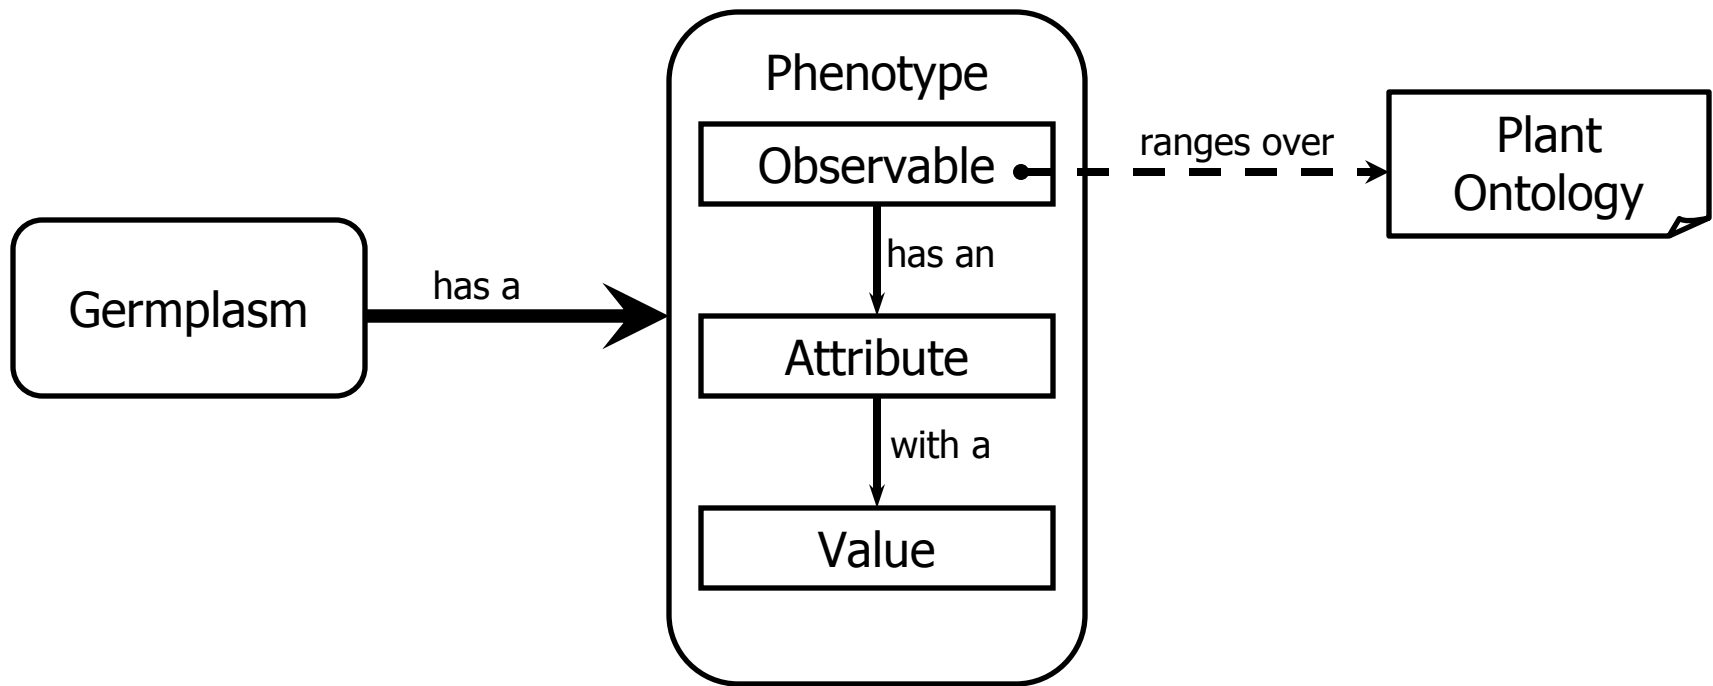 Phenotype
Observable
ranges over
Plant
Ontology
has an
Germplasm
has a
Attribute
with a
Value